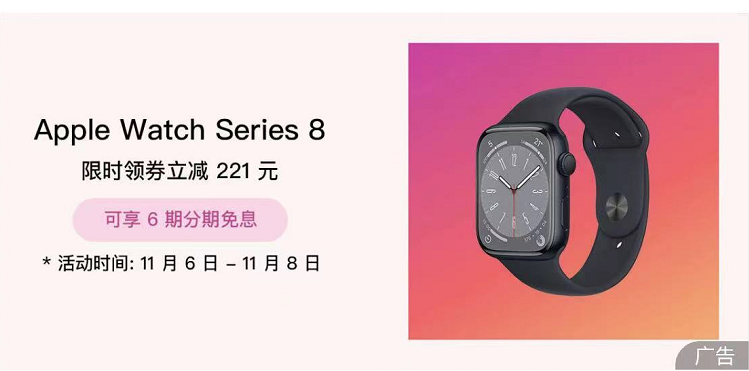 Apple Watch Series 8
限时领券立减 221 元
可享 6 期分期免息
* 活动时间: 11 月 6 日 – 11 月 8 日
广告